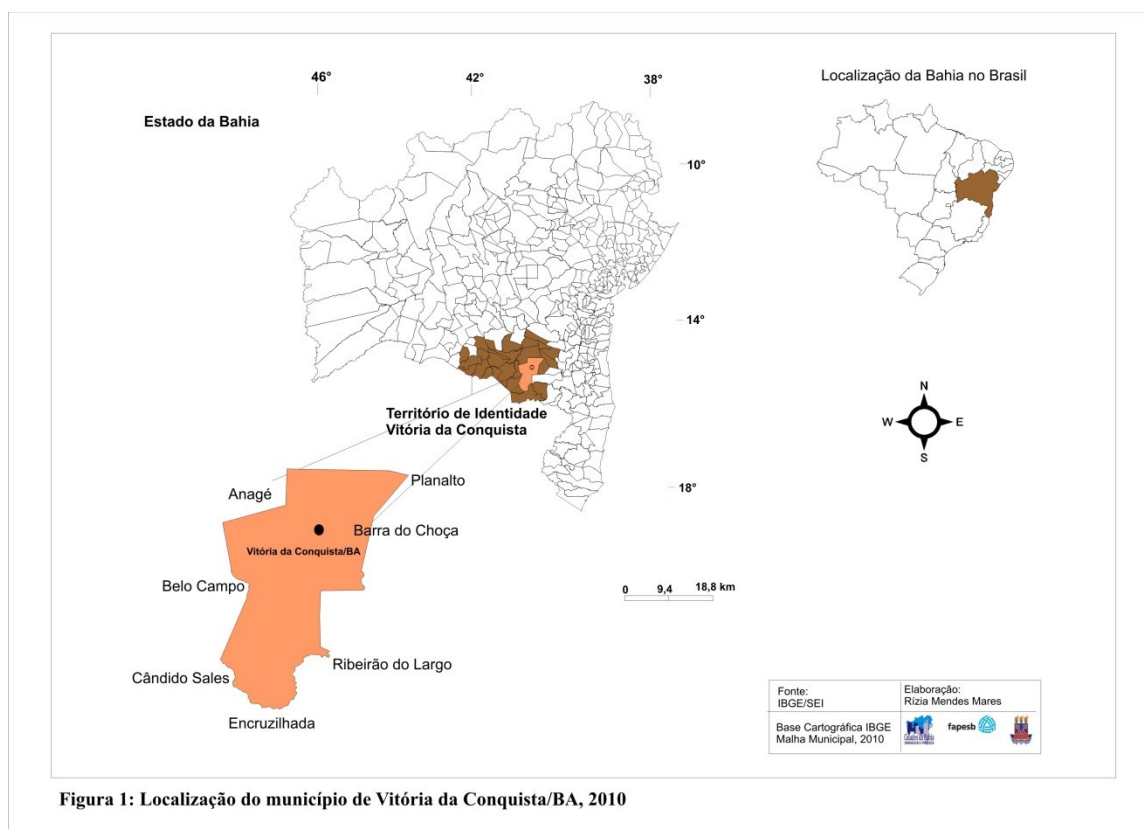 46°
42°
38°
Localização da Bahia no Brasil
Estado da Bahia
10°
14°
Território de Identidade
Vitória da Conquista
N
W
E
S
18°
Anagé
Planalto
Barra do Choça
Vitória da Conquista/BA
Belo Campo
0 9,4 18,8 km
Ribeirão do Largo
Cândido Sales
Encruzilhada
Fonte:
IBGE/SEI
Elaboração:
Rízia Mendes Mares
Base Cartográfica IBGE
Malha Municipal, 2010
fapesb
Figura 1: Localização do município de Vitória da Conquista/BA, 2010